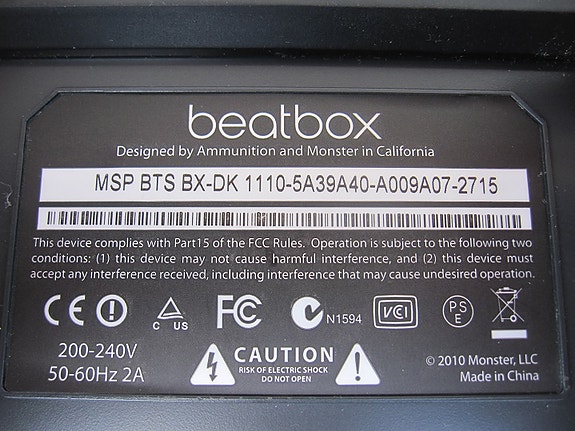 beatbox
Designed by Ammunition and Monster in California
MSP BTS BX-DK 1110-5A39A40-A009A07-2715
This device complies with Part15 of the FCC Rules. Operation is subject to the following two
conditions: (1) this device may not cause harmful interference, and (2) this device must
accept any interference received, including interference that may cause undesired operation.
CE
C US
FC
N1594
VCI
PS
E
200-240V
50-60Hz 2A
CAUTION
RISK OF ELECTRIC SHOCK
DO NOT OPEN
© 2010 Monster, LLC
Made in China